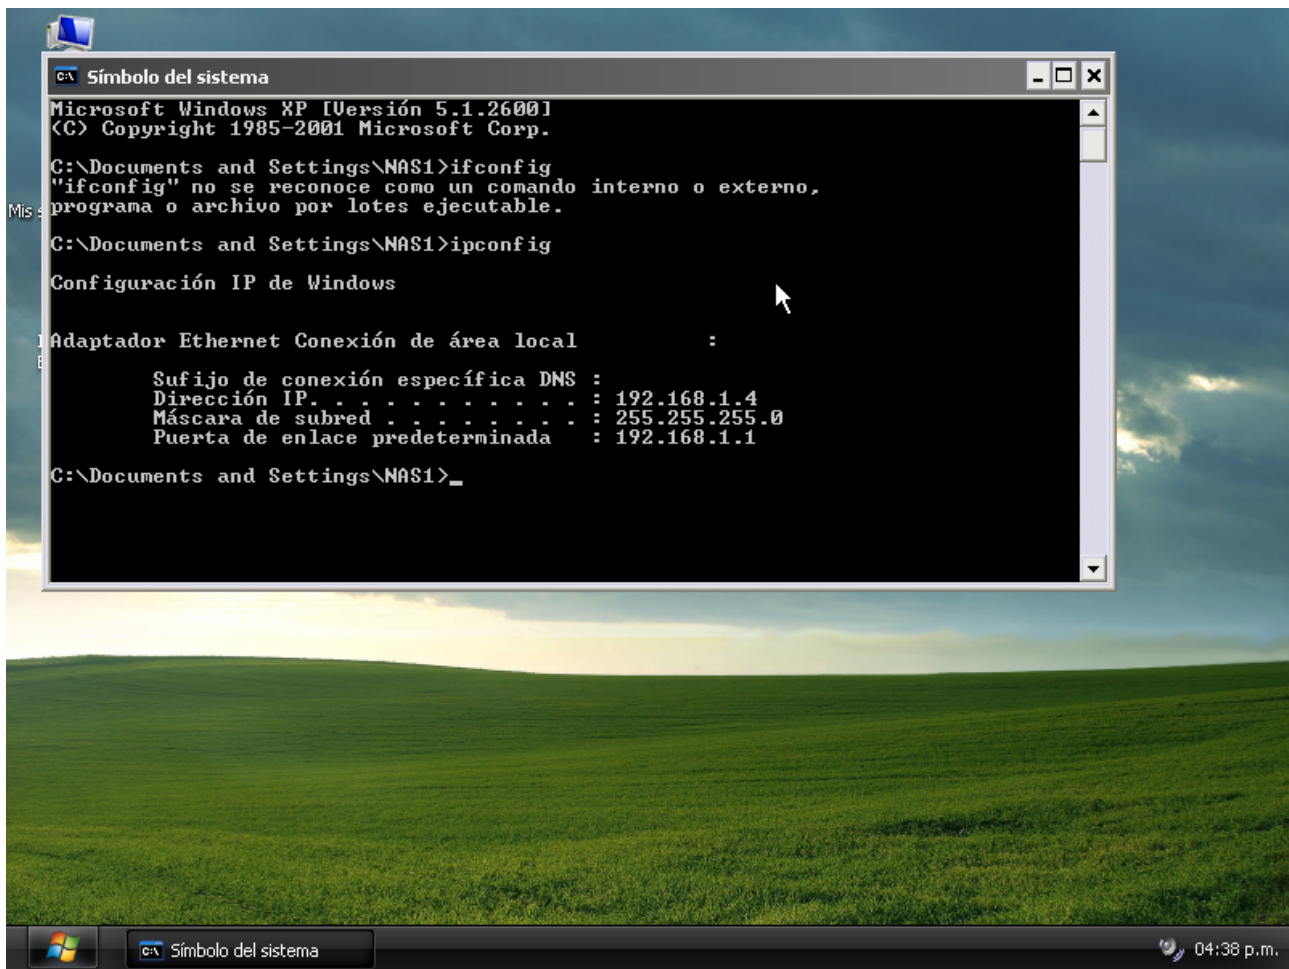 Símbolo del sistema
Microsoft Windows XP [Versión 5.1.2600]
(C) Copyright 1985-2001 Microsoft Corp.
C:\Documents and Settings\NAS1>ifconfig
"ifconfig" no se reconoce como un comando interno o externo,
programa o archivo por lotes ejecutable.
C:\Documents and Settings\NAS1>ipconfig
Configuración IP de Windows
Adaptador Ethernet Conexión de área local :
Sufijo de conexión específica DNS :
Dirección IP. . . . . . . . . . . : 192.168.1.4
Máscara de subred . . . . . . . . : 255.255.255.0
Puerta de enlace predeterminada : 192.168.1.1
C:\Documents and Settings\NAS1>_
Mis
Símbolo del sistema
04:38 p.m.